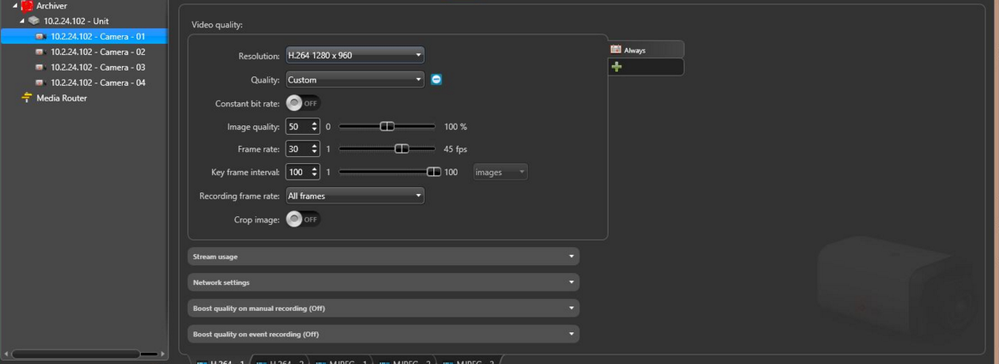 Archiver
10.2.24.102 - Unit
10.2.24.102 - Camera - 01
10.2.24.102 - Camera - 02
10.2.24.102 - Camera - 03
10.2.24.102 - Camera - 04
Media Router
Video quality:
Resolution: H.264 1280 x 960
Quality: Custom
Constant bit rate: OFF
Image quality: 50 0 100 %
Frame rate: 30 1 45 fps
Key frame interval: 100 1 100 images
Recording frame rate: All frames
Crop image: OFF
Always
Stream usage
Network settings
Boost quality on manual recording (Off)
Boost quality on event recording (Off)
H.264 - 1 H.264 - 2 MJPEG - 1 MJPEG - 2 MJPEG - 3